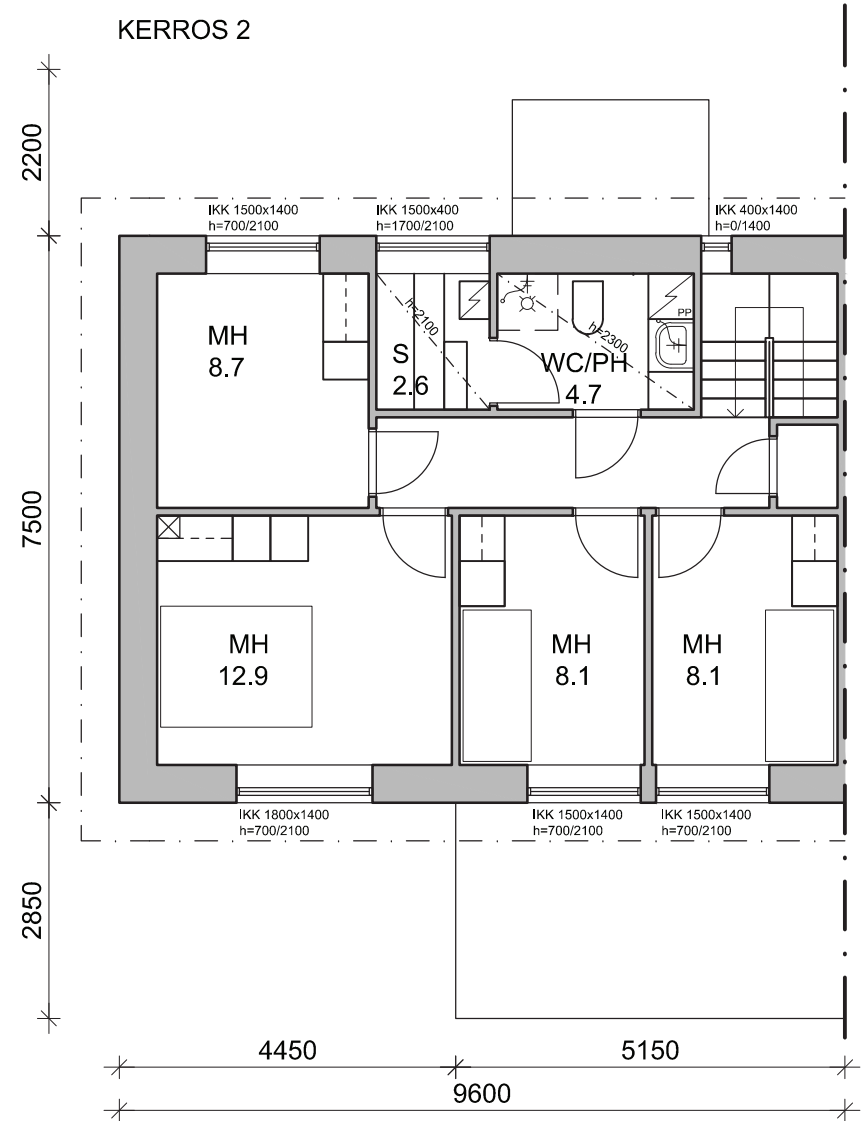 KERROS 2
2200
IKK 1500x1400
h=700/2100
IKK 1500x400
h=1700/2100
IKK 400x1400
h=0/1400
MH
8.7
h=2100
S
2.6
h=2300
WC/PH
4.7
PP
7500
MH
12.9
MH
8.1
MH
8.1
IKK 1800x1400
h=700/2100
IKK 1500x1400
h=700/2100
IKK 1500x1400
h=700/2100
2850
4450
5150
9600